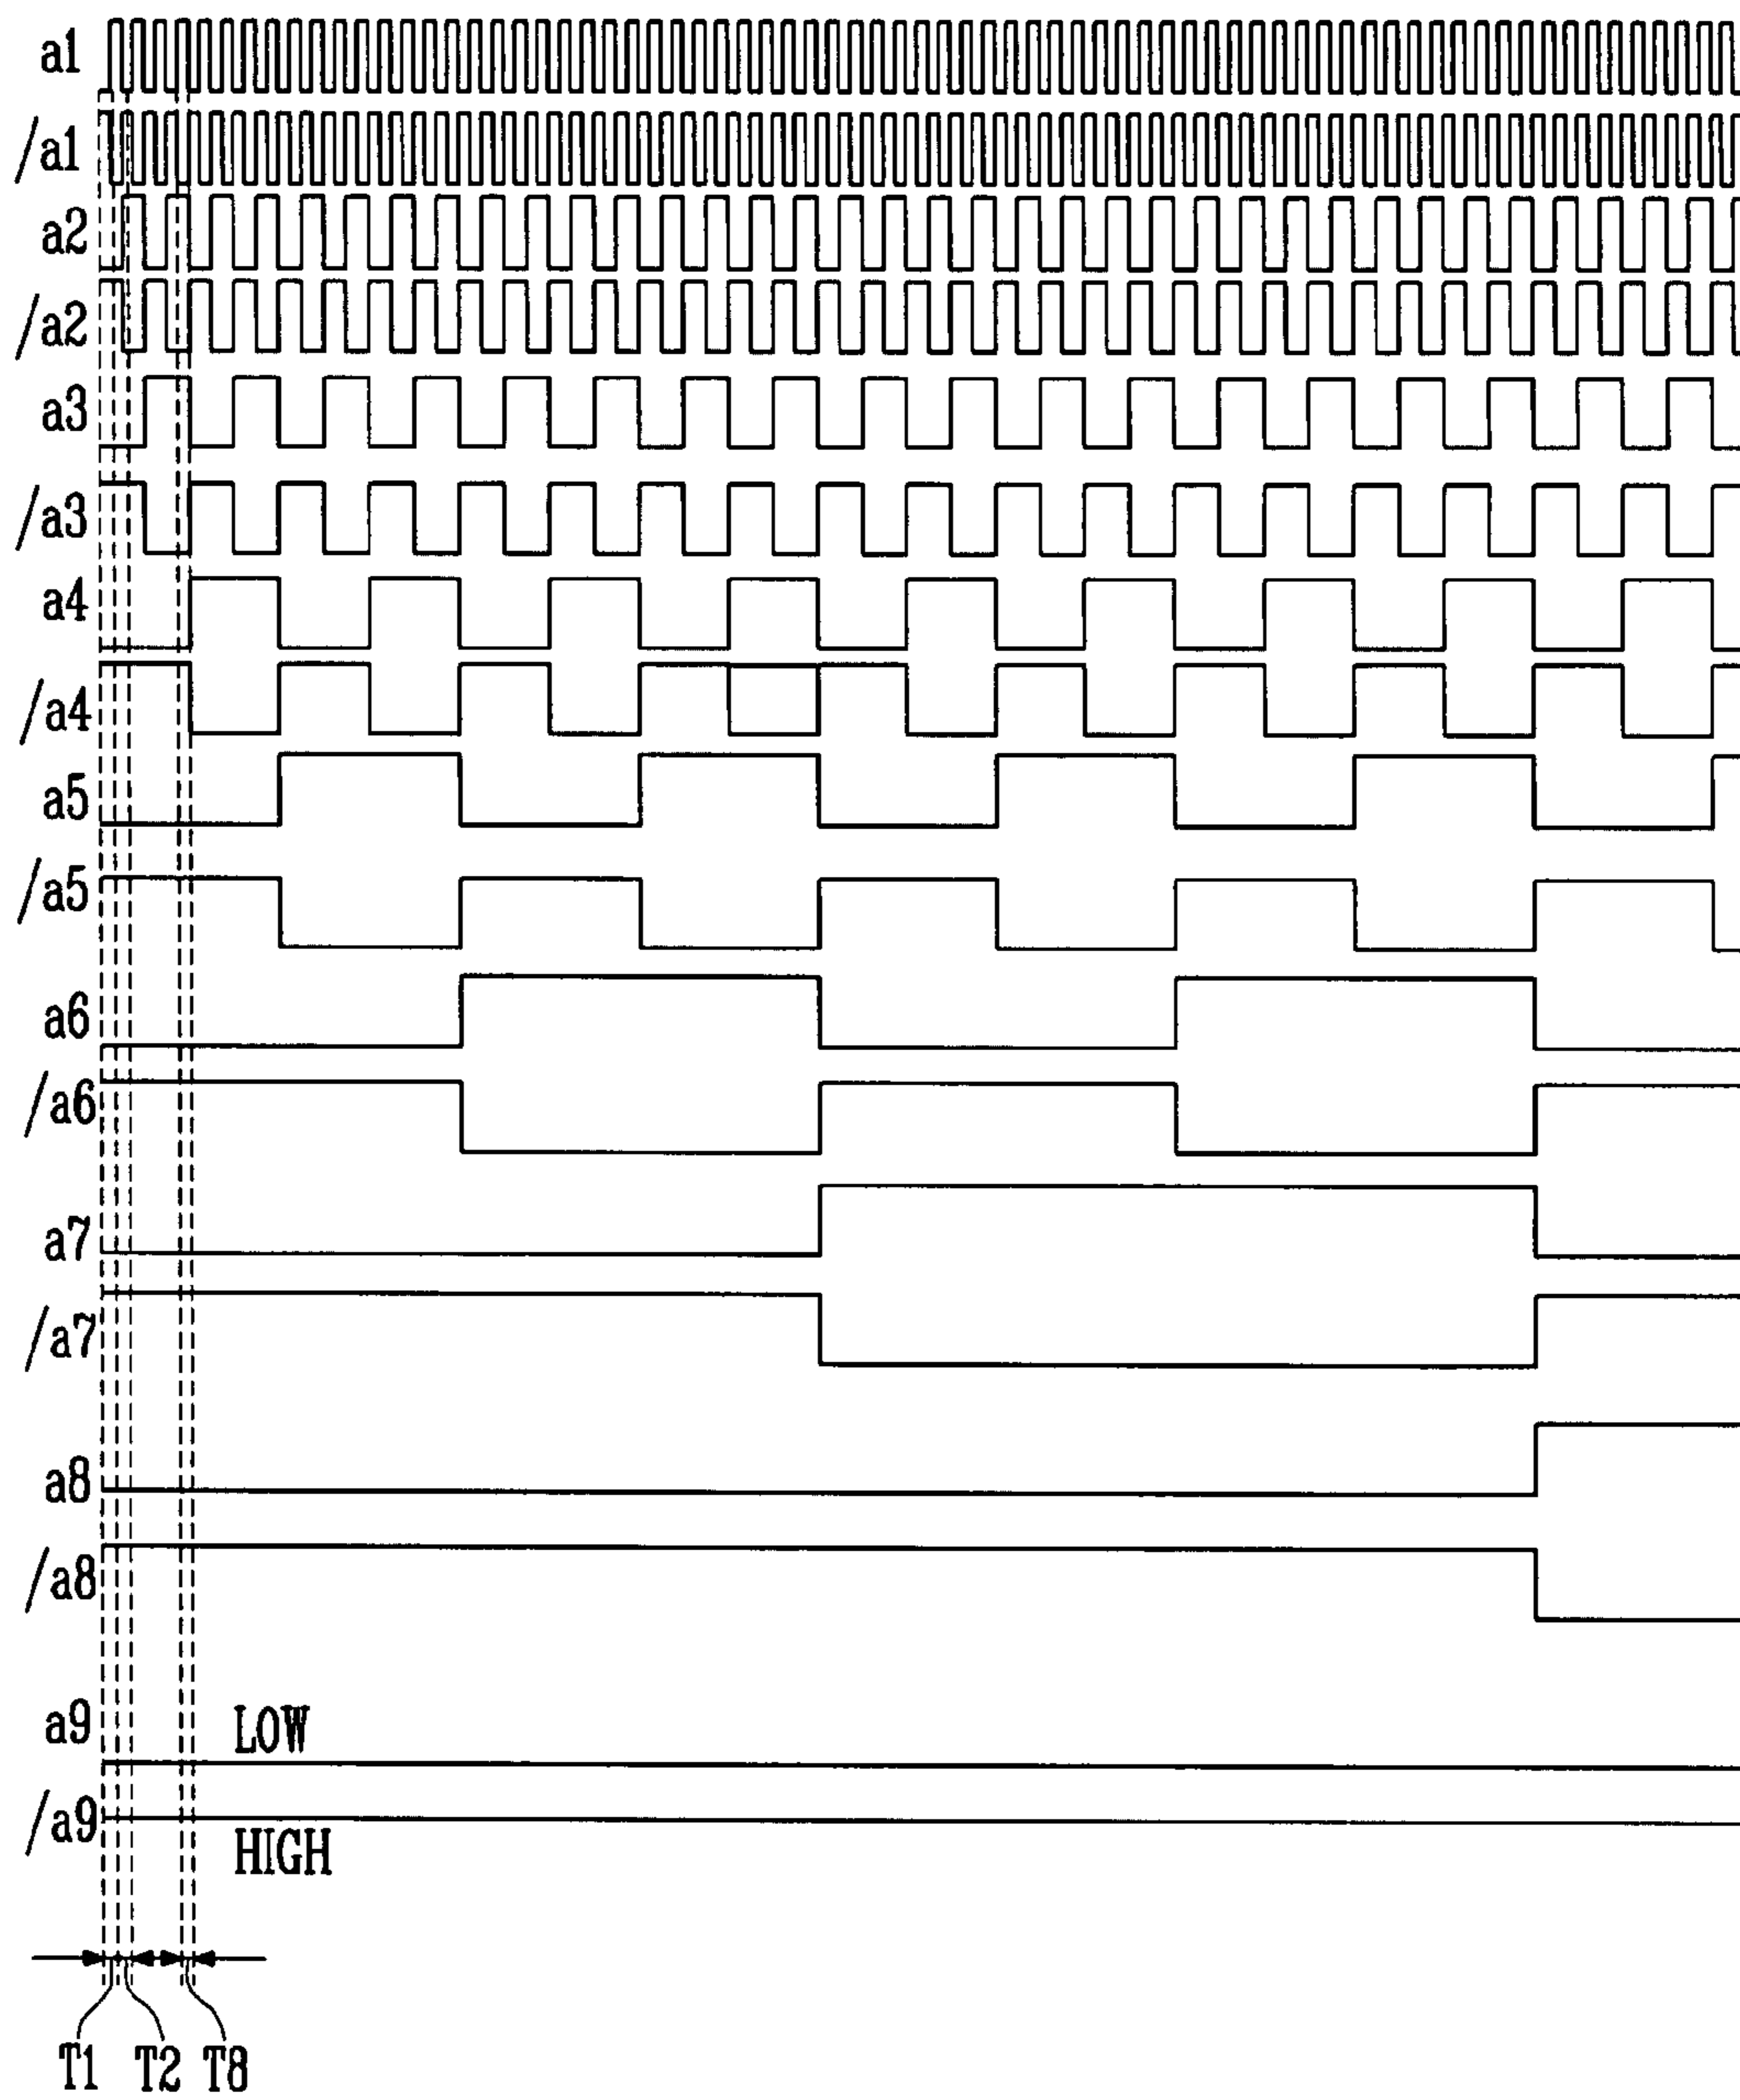 a1
/a1
a2
/a2
a3
/a3
a4
/a4
a5
/a5
a6
/a6
a7
/a7
a8
/a8
a9 LOW
/a9 HIGH
T1 T2 T8